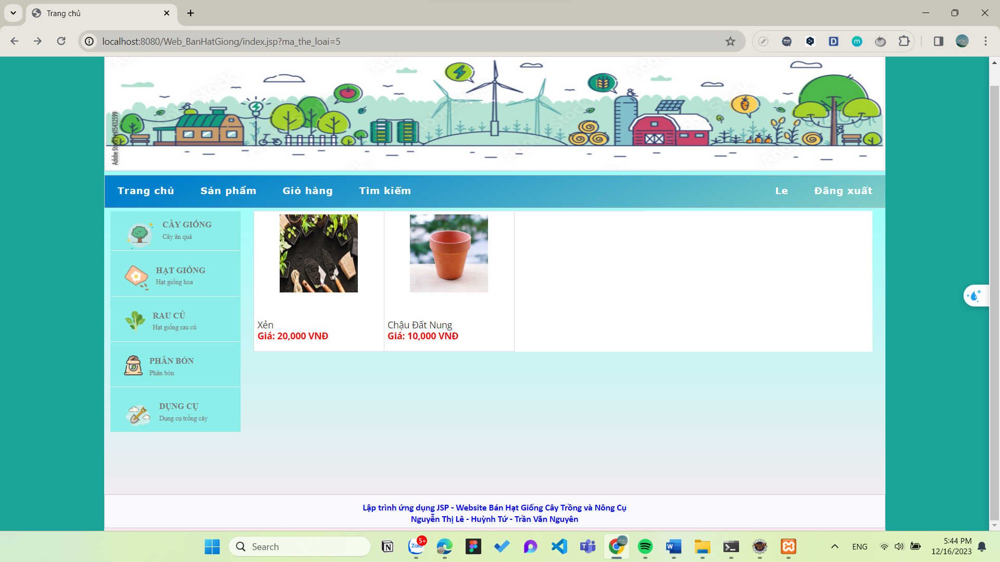 Trang chủ
localhost:8080/Web_BanHatGiong/index.jsp?ma_the_loai=5
Adobe Stock | #615432599
Trang chủ Sản phẩm Giỏ hàng Tìm kiếm Le Đăng xuất
CÂY GIỐNG
Cây ăn quả
HẠT GIỐNG
Hạt giống hoa
RAU CỦ
Hạt giống rau củ
PHÂN BÓN
Phân bón
DỤNG CỤ
Dụng cụ trồng cây
Xẻn
Giá: 20,000 VNĐ
Chậu Đất Nung
Giá: 10,000 VNĐ
Lập trình ứng dụng JSP - Website Bán Hạt Giống Cây Trồng và Nông Cụ
Nguyễn Thị Lê - Huỳnh Tứ - Trần Văn Nguyên
Search
5+
Zalo
ENG
5:44 PM
12/16/2023